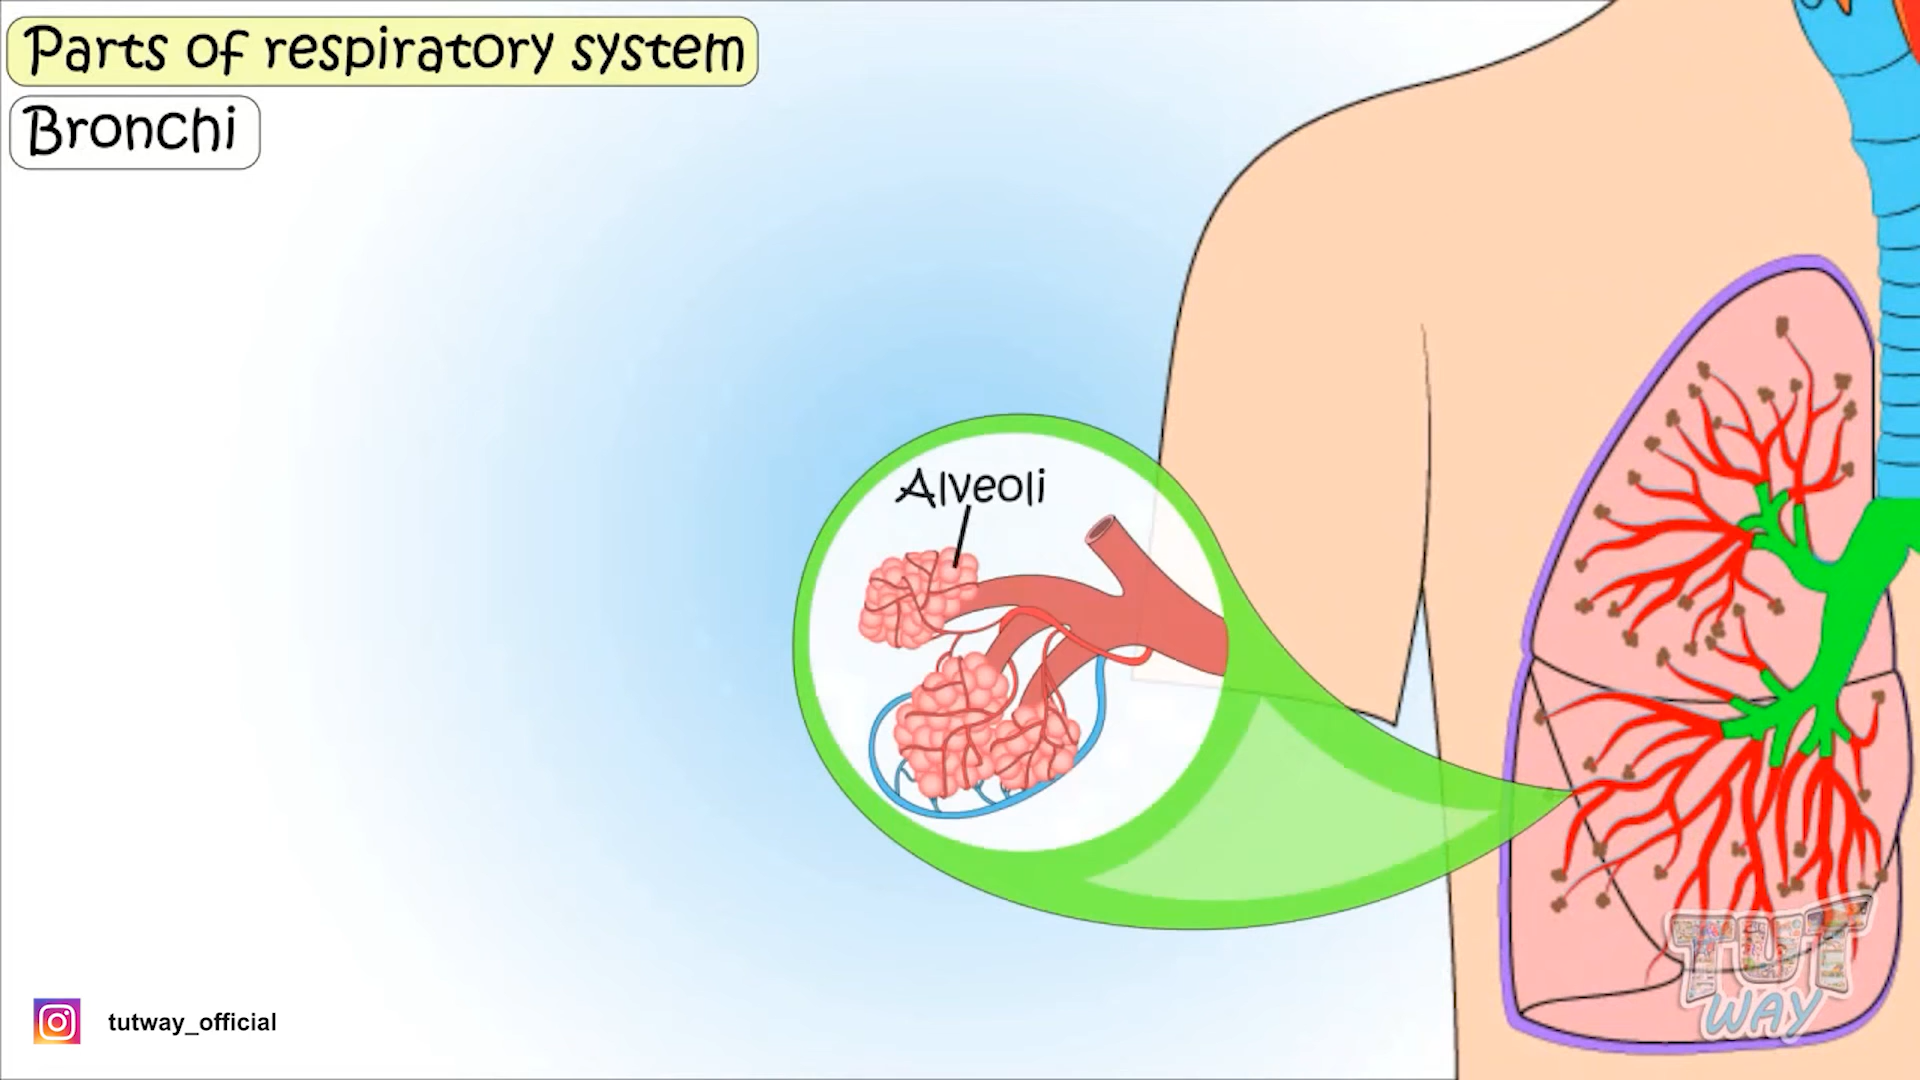 Parts of respiratory system
Bronchi
Alveoli
TUT
WAY
tutway_official